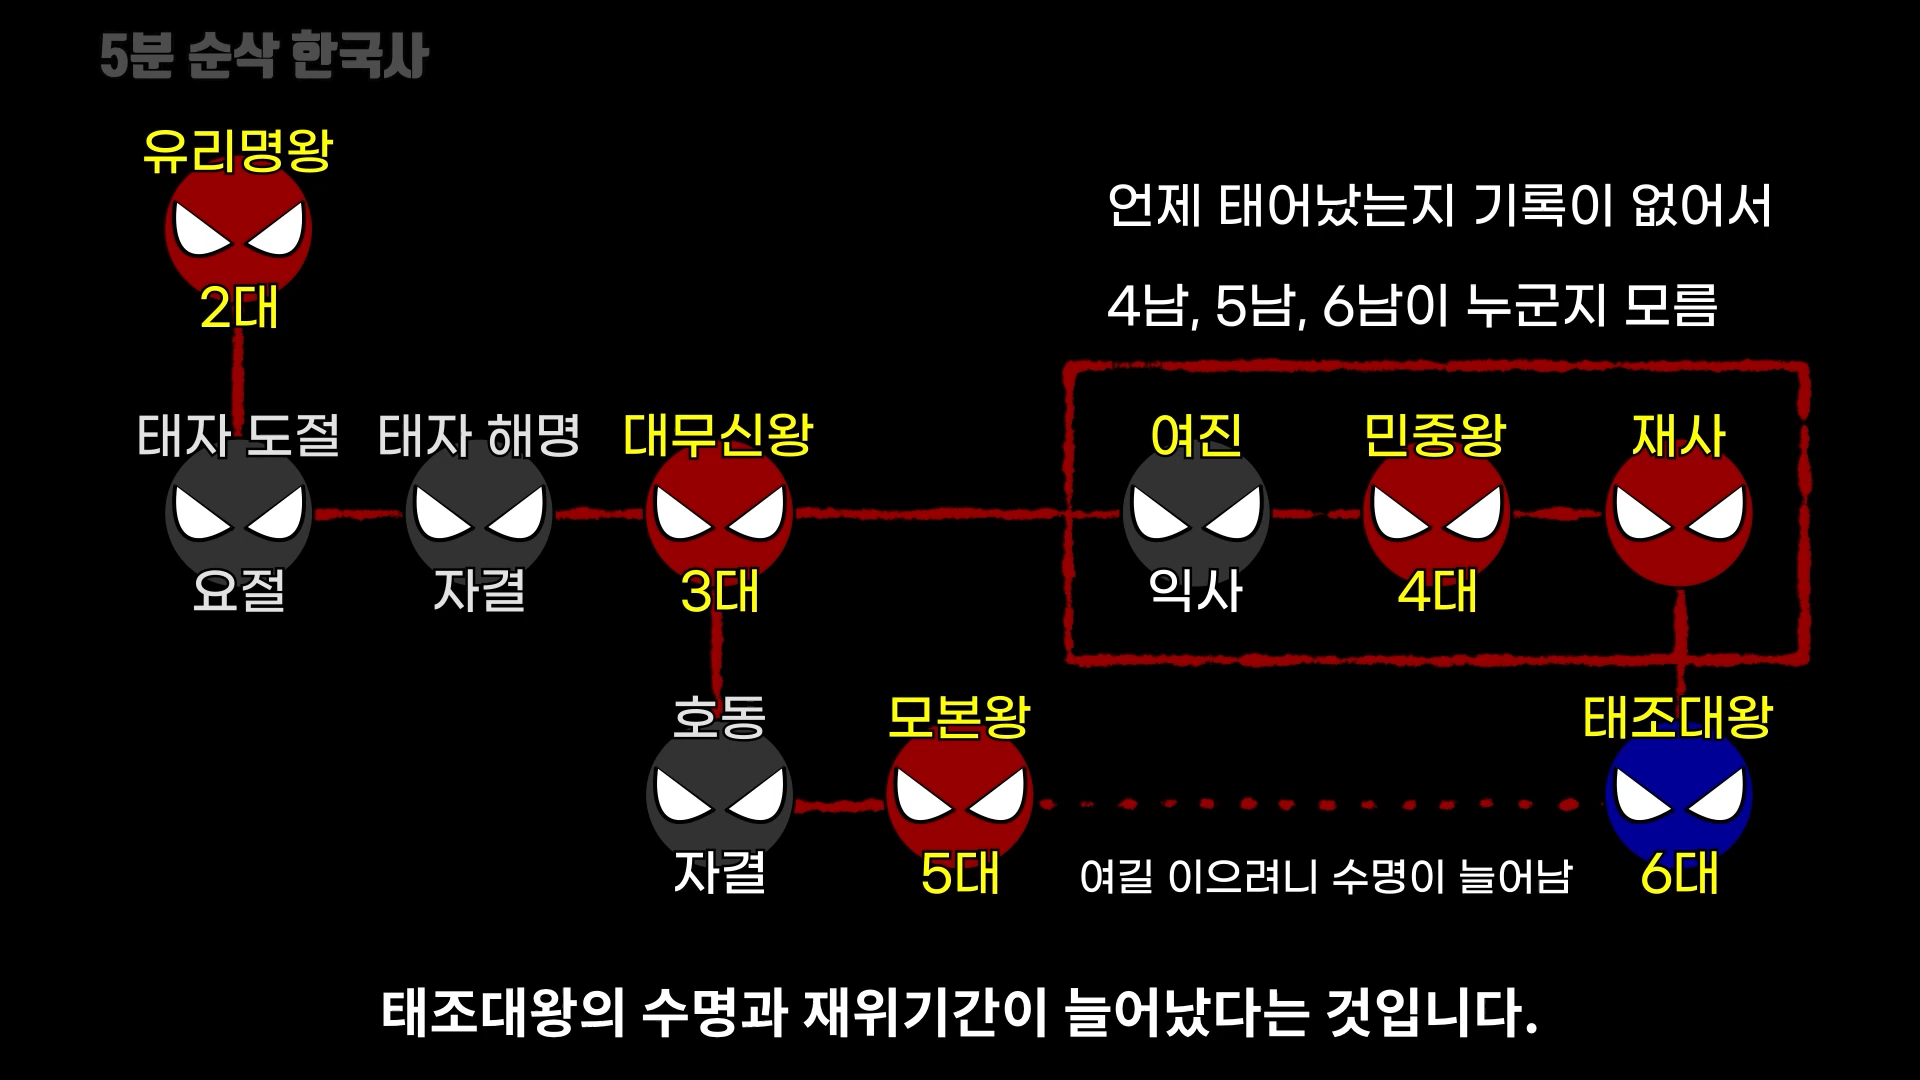 5분 순삭 한국사
유리명왕
2대
언제 태어났는지 기록이 없어서
4남, 5남, 6남이 누군지 모름
태자 도절
태자 해명
대무신왕
여진
민중왕
재사
요절
자결
3대
익사
4대
호동
모본왕
태조대왕
자결
5대
여길 이으려니 수명이 늘어남
6대
태조대왕의 수명과 재위기간이 늘어났다는 것입니다.